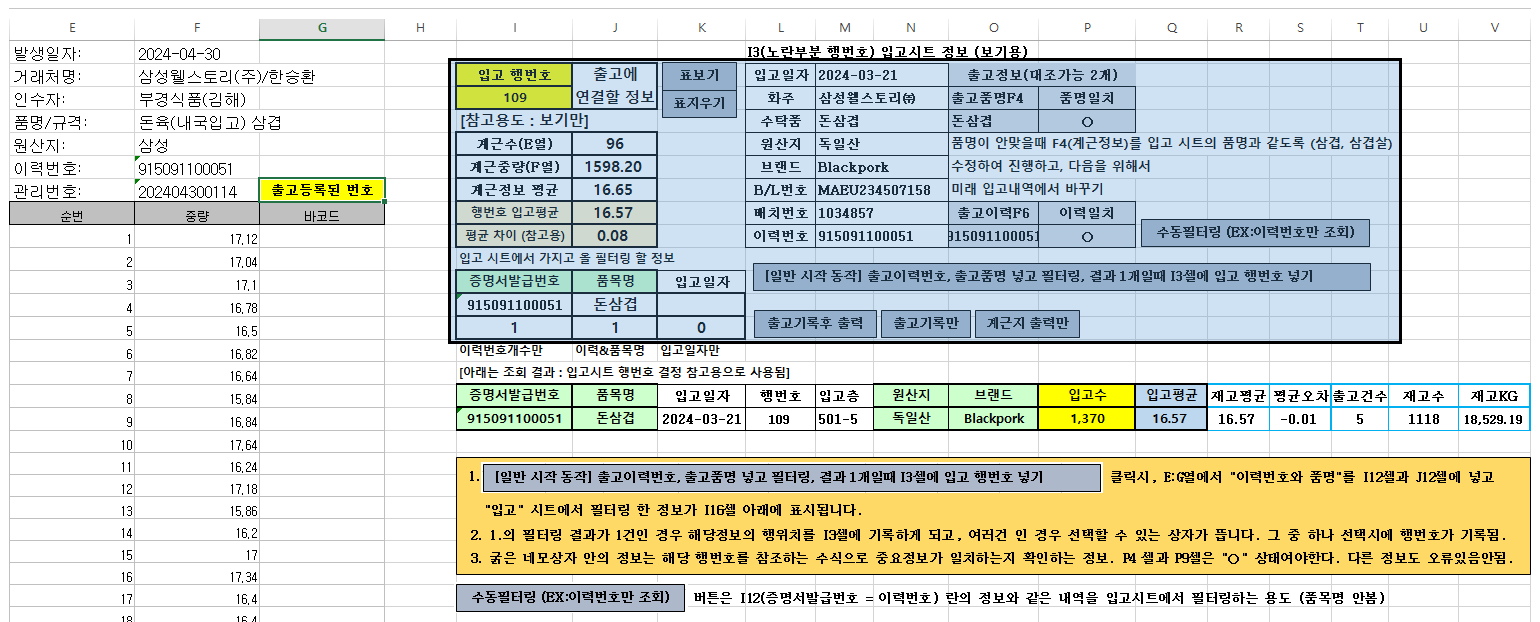 E F G H I J K L M N O P Q R S T U V
발생일자: 2024-04-30
거래처명: 삼성웰스토리(주)/한승환
인수자: 부경식품(김해)
품명/규격: 돈육(내국입고) 삼겹
원산지: 삼성
이력번호: 915091100051
관리번호: 202404300114 출고등록된 번호
순번 중량 바코드
1 17.12
2 17.04
3 17.1
4 16.78
5 16.5
6 16.82
7 16.64
8 15.84
9 16.84
10 17.64
11 16.24
12 17.18
13 15.86
14 16.2
15 17
16 17.34
17 16.4
18 16.4
I3(노란부분 행번호) 입고시트 정보 (보기용)
입고 행번호 출고에 표보기 입고일자 2024-03-21 출고정보(대조가능 2개)
109 연결할 정보 표지우기 화주 삼성웰스토리㈜ 출고품명F4 품명일치
[참고용도 : 보기만] 수탁품 돈삼겹 돈삼겹 O
계근수(E열) 96 원산지 독일산 품명이 안맞을때 F4(계근정보)를 입고 시트의 품명과 같도록 (삼겹, 삼겹살)
계근중량(F열) 1598.20 브랜드 Blackpork 수정하여 진행하고, 다음을 위해서
계근정보 평균 16.65 B/L번호 MAEU234507158 미래 입고내역에서 바꾸기
행번호 입고평균 16.57 배치번호 1034857 출고이력F6 이력일치
평균 차이 (참고용) 0.08 이력번호 915091100051 915091100051 O 수동필터링 (EX:이력번호만 조회)
입고 시트에서 가지고 올 필터링 할 정보
증명서발급번호 품목명 입고일자 [일반 시작 동작] 출고이력번호, 출고품명 넣고 필터링, 결과 1개일때 I3셀에 입고 행번호 넣기
915091100051 돈삼겹
1 1 0 출고기록후 출력 출고기록만 계근지 출력만
이력번호개수만 이력&품목명 입고일자만
[아래는 조회 결과 : 입고시트 행번호 결정 참고용으로 사용됨]
증명서발급번호 품목명 입고일자 행번호 입고층 원산지 브랜드 입고수 입고평균 재고평균 평균오차 출고건수 재고수 재고KG
915091100051 돈삼겹 2024-03-21 109 501-5 독일산 Blackpork 1,370 16.57 16.57 -0.01 5 1118 18,529.19
1. [일반 시작 동작] 출고이력번호, 출고품명 넣고 필터링, 결과 1개일때 I3셀에 입고 행번호 넣기 클릭시, E:G열에서 "이력번호와 품명"를 I12셀과 J12셀에 넣고
"입고" 시트에서 필터링 한 정보가 I16셀 아래에 표시됩니다.
2. 1.의 필터링 결과가 1건인 경우 해당정보의 행위치를 I3셀에 기록하게 되고, 여러건 인 경우 선택할 수 있는 상자가 뜹니다. 그 중 하나 선택시에 행번호가 기록됨.
3. 굵은 네모상자 안의 정보는 해당 행번호를 참조하는 수식으로 중요정보가 일치하는지 확인하는 정보. P4 셀과 P9셀은 "O" 상태여야한다. 다른 정보도 오류있음안됨.
수동필터링 (EX:이력번호만 조회) 버튼은 I12(증명서발급번호 = 이력번호) 란의 정보와 같은 내역을 입고시트에서 필터링하는 용도 (품목명 안봄)